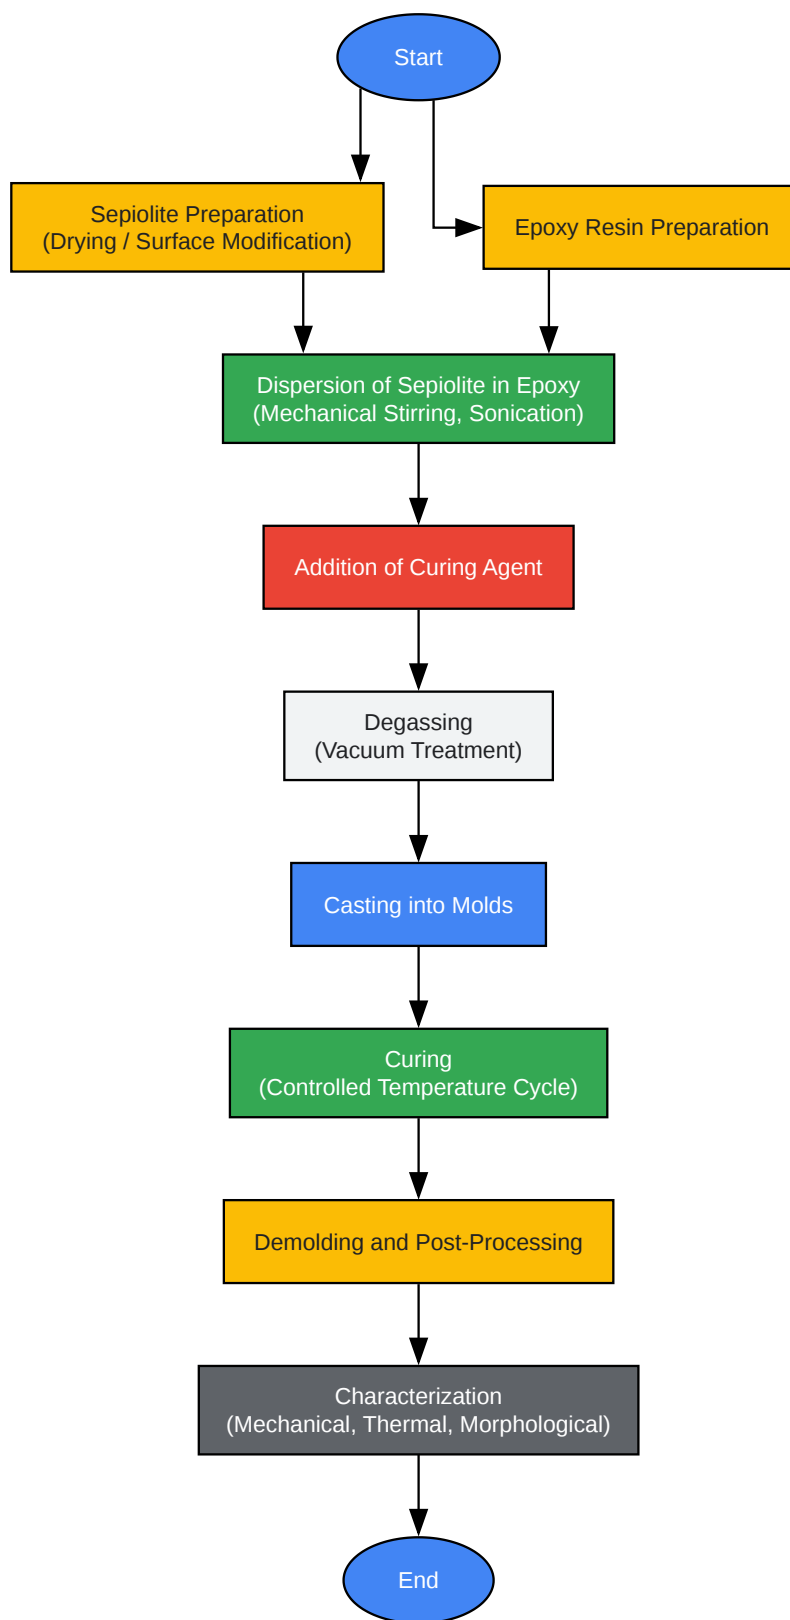 Start
Sepiolite Preparation
(Drying / Surface Modification)
Epoxy Resin Preparation
Dispersion of Sepiolite in Epoxy
(Mechanical Stirring, Sonication)
Addition of Curing Agent
Degassing
(Vacuum Treatment)
Casting into Molds
Curing
(Controlled Temperature Cycle)
Demolding and Post-Processing
Characterization
(Mechanical, Thermal, Morphological)
End